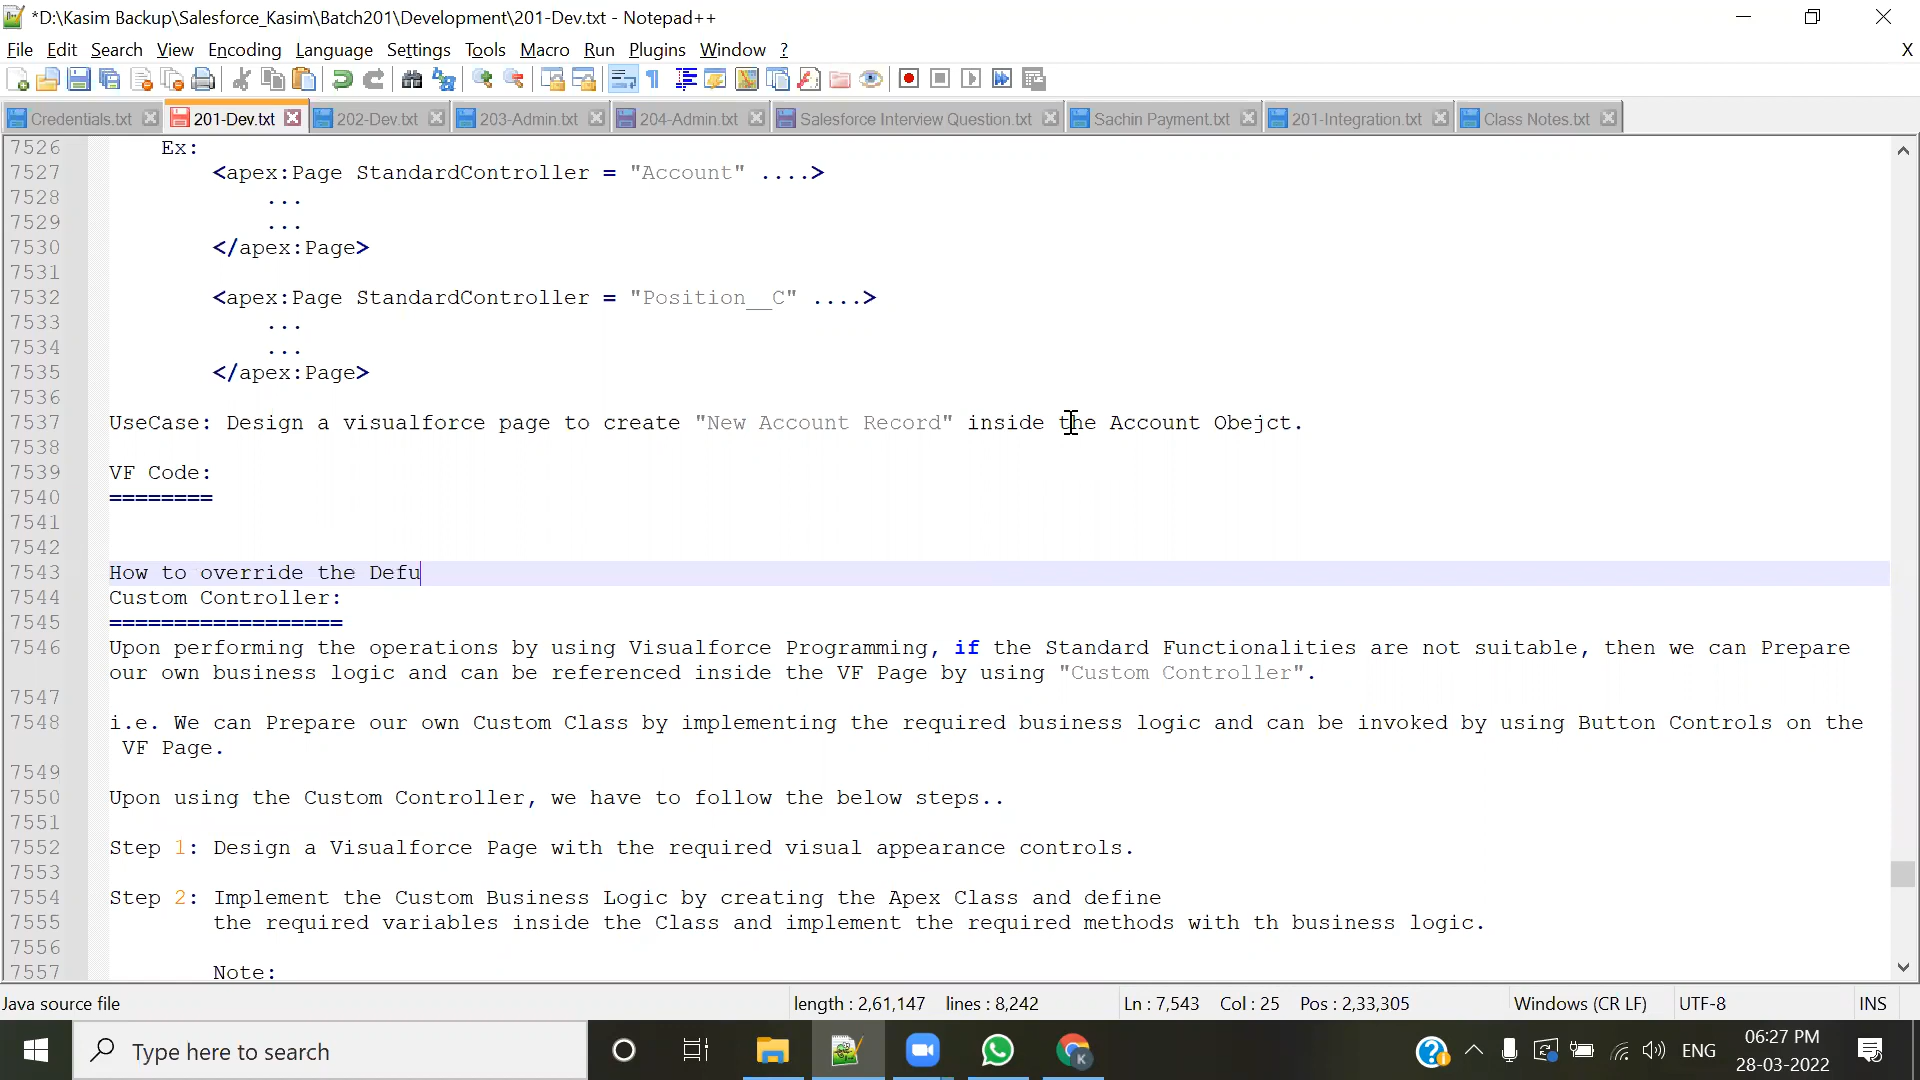 *D:\Kasim Backup\Salesforce_Kasim\Batch201\Development\201-Dev.txt - Notepad++
File Edit Search View Encoding Language Settings Tools Macro Run Plugins Window ? X
Credentials.txt 201-Dev.txt 202-Dev.txt 203-Admin.txt 204-Admin.txt Salesforce Interview Question.txt Sachin Payment.txt 201-Integration.txt Class Notes.txt
7526 Ex:
7527 <apex:Page StandardController = "Account" ....>
7528 ...
7529 ...
7530 </apex:Page>
7531
7532 <apex:Page StandardController = "Position__C" ....>
7533 ...
7534 ...
7535 </apex:Page>
7536
7537 UseCase: Design a visualforce page to create "New Account Record" inside the Account Obejct.
7538
7539 VF Code:
7540 ========
7541
7542
7543 How to override the Defu
7544 Custom Controller:
7545 ==================
7546 Upon performing the operations by using Visualforce Programming, if the Standard Functionalities are not suitable, then we can Prepare
our own business logic and can be referenced inside the VF Page by using "Custom Controller".
7547
7548 i.e. We can Prepare our own Custom Class by implementing the required business logic and can be invoked by using Button Controls on the
VF Page.
7549
7550 Upon using the Custom Controller, we have to follow the below steps..
7551
7552 Step 1: Design a Visualforce Page with the required visual appearance controls.
7553
7554 Step 2: Implement the Custom Business Logic by creating the Apex Class and define
7555 the required variables inside the Class and implement the required methods with th business logic.
7556
7557 Note:
Java source file length : 2,61,147 lines : 8,242 Ln : 7,543 Col : 25 Pos : 2,33,305 Windows (CR LF) UTF-8 INS
Type here to search ENG 06:27 PM
28-03-2022